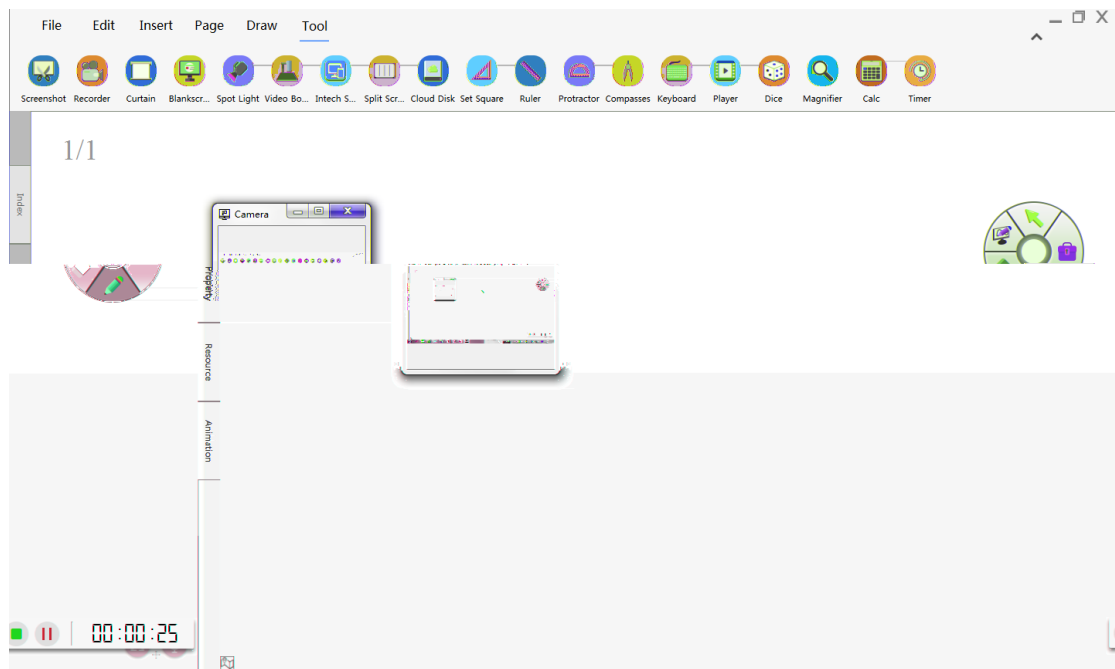 File Edit Insert Page Draw Tool
Screenshot Recorder Curtain Blankscr... Spot Light Video Bo... Intech S... Split Scr... Cloud Disk Set Square Ruler Protractor Compasses Keyboard Player Dice Magnifier Calc Timer
1/1
Index
Camera
Property
Resource
Animation
00:00:25